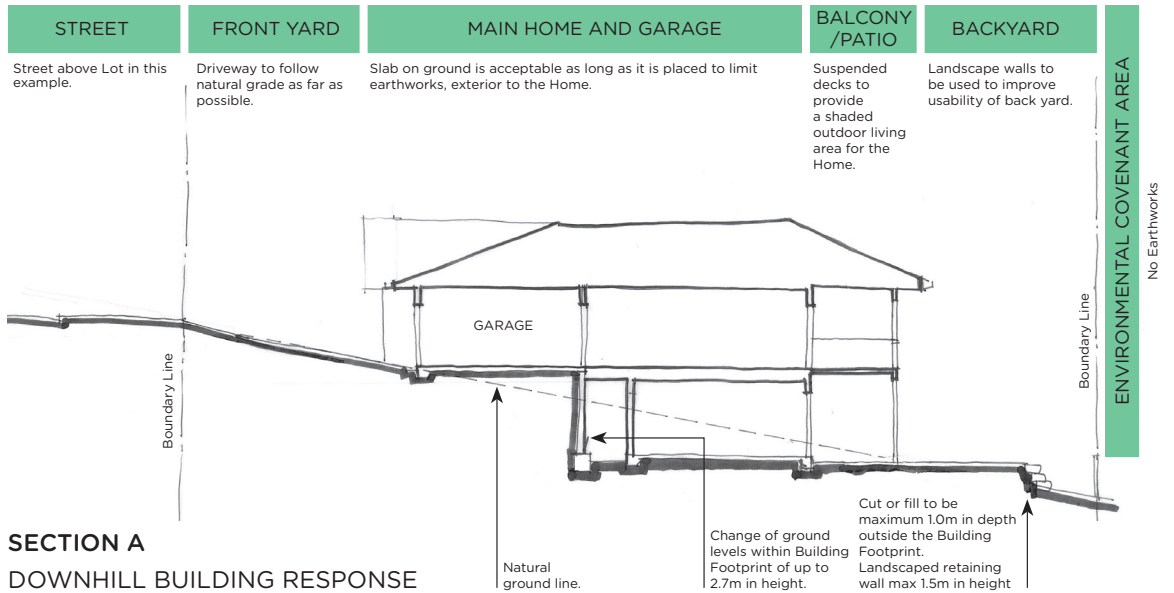 STREET
FRONT YARD
MAIN HOME AND GARAGE
BALCONY
/PATIO
BACKYARD
Street above Lot in this
example.
Driveway to follow
natural grade as far as
possible.
Slab on ground is acceptable as long as it is placed to limit
earthworks, exterior to the Home.
Suspended
decks to
provide
a shaded
outdoor living
area for the
Home.
Landscape walls to
be used to improve
usability of back yard.
ENVIRONMENTAL COVENANT AREA
No Earthworks
GARAGE
Boundary Line
Boundary Line
SECTION A
DOWNHILL BUILDING RESPONSE
Natural
ground line.
Change of ground
levels within Building
Footprint of up to
2.7m in height.
Cut or fill to be
maximum 1.0m in depth
outside the Building
Footprint.
Landscaped retaining
wall max 1.5m in height